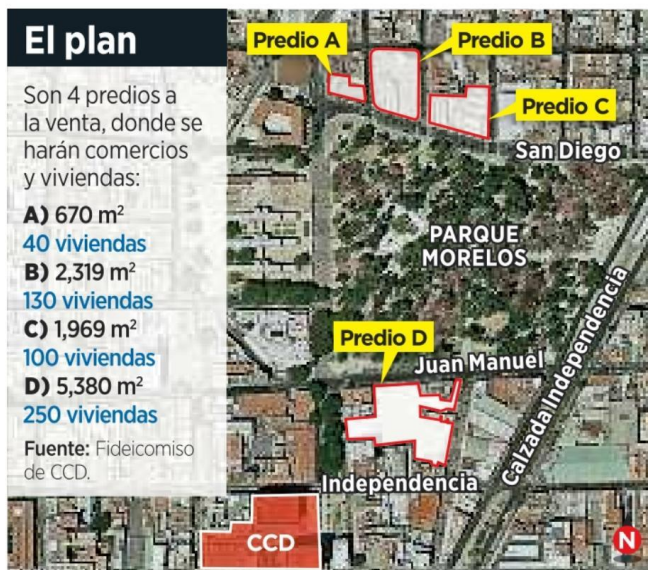 El plan
Son 4 predios a
la venta, donde se
harán comercios
y viviendas:
A) 670 m²
40 viviendas
B) 2,319 m²
130 viviendas
C) 1,969 m²
100 viviendas
D) 5,380 m²
250 viviendas
Fuente: Fideicomiso
de CCD.
Predio A
Predio B
Predio C
San Diego
PARQUE
MORELOS
Calzada Independencia
Predio D
Juan Manuel
Independencia
CCD
N